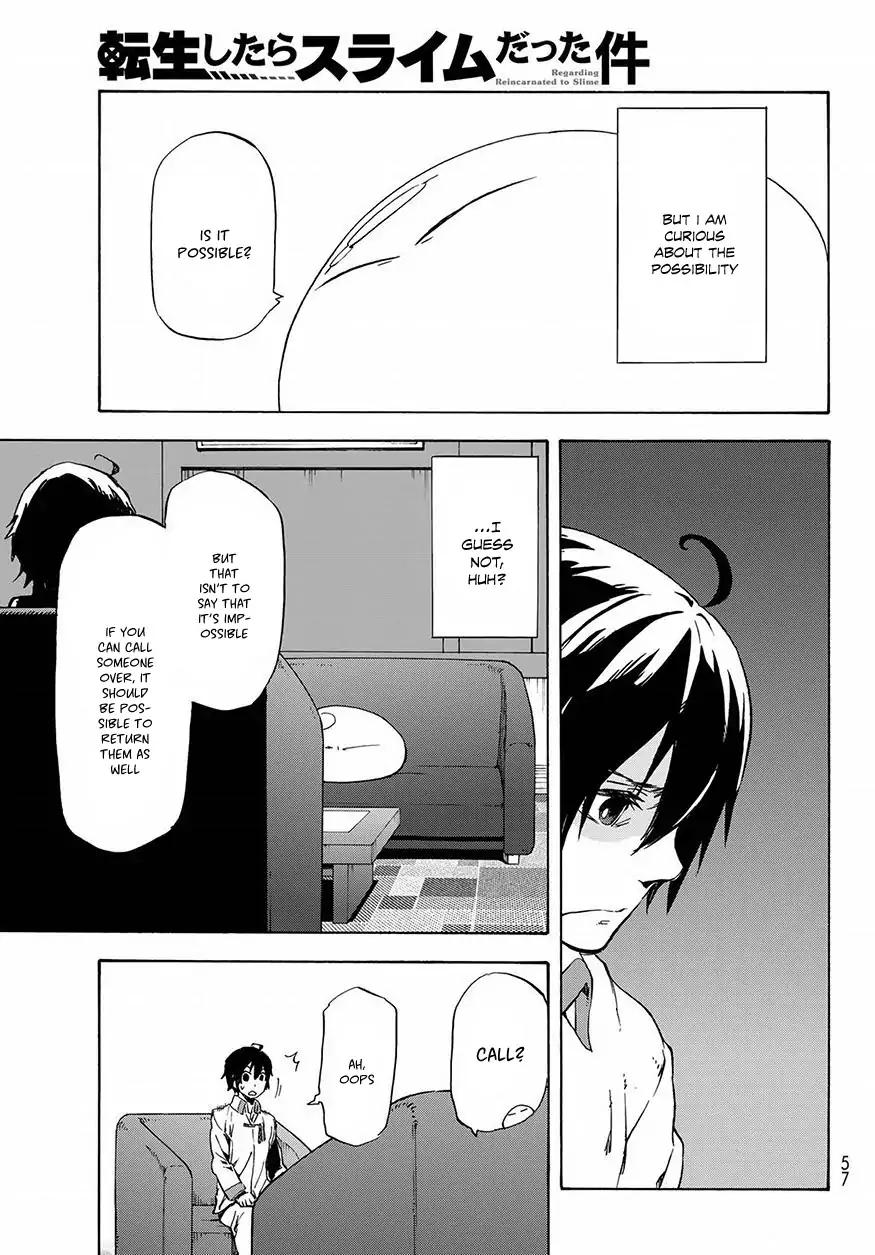 転生したらスライムだった件
Regarding
Reincarnated to Slime
BUT I AM
CURIOUS
ABOUT THE
POSSIBILITY
IS IT
POSSIBLE?
...I
GUESS
NOT,
HUH?
BUT
THAT
ISN'T TO
SAY THAT
IT'S IMP-
OSSIBLE
IF YOU
CAN CALL
SOMEONE
OVER, IT
SHOULD
BE POS-
SIBLE TO
RETURN
THEM AS
WELL
CALL?
AH,
OOPS
57